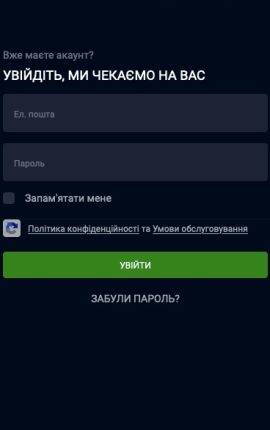 Вже маєте акаунт?
УВІЙДІТЬ, МИ ЧЕКАЄМО НА ВАС
Ел. пошта
Пароль
Запам'ятати мене
Політика конфіденційності та Умови обслуговування
УВІЙТИ
ЗАБУЛИ ПАРОЛЬ?